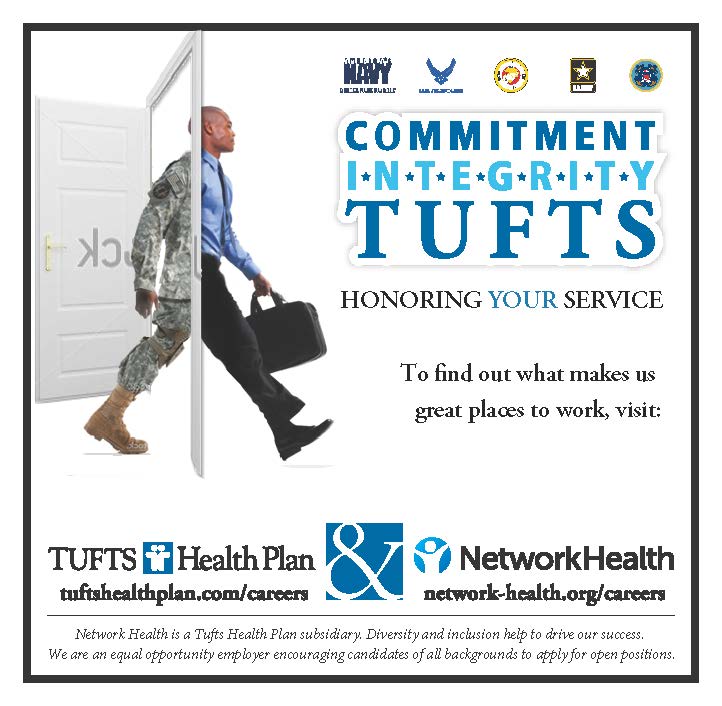 NAVY
COMMITMENT
I★N★T★E★G★R★I★T★Y
TUFTS
HONORING YOUR SERVICE
To find out what makes us
great places to work, visit:
TUFTS Health Plan
&
NetworkHealth
tuftshealthplan.com/careers
network-health.org/careers
Network Health is a Tufts Health Plan subsidiary. Diversity and inclusion help to drive our success.
We are an equal opportunity employer encouraging candidates of all backgrounds to apply for open positions.